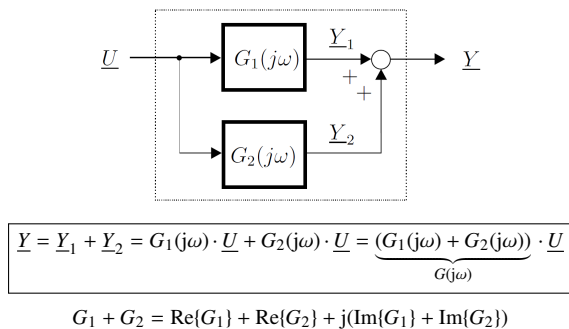 U
G₁(jω)
Y₁
+
+
Y
G₂(jω)
Y₂
Y = Y₁ + Y₂ = G₁(jω) · U + G₂(jω) · U = (G₁(jω) + G₂(jω)) · U
G(jω)
G₁ + G₂ = Re{G₁} + Re{G₂} + j(Im{G₁} + Im{G₂})